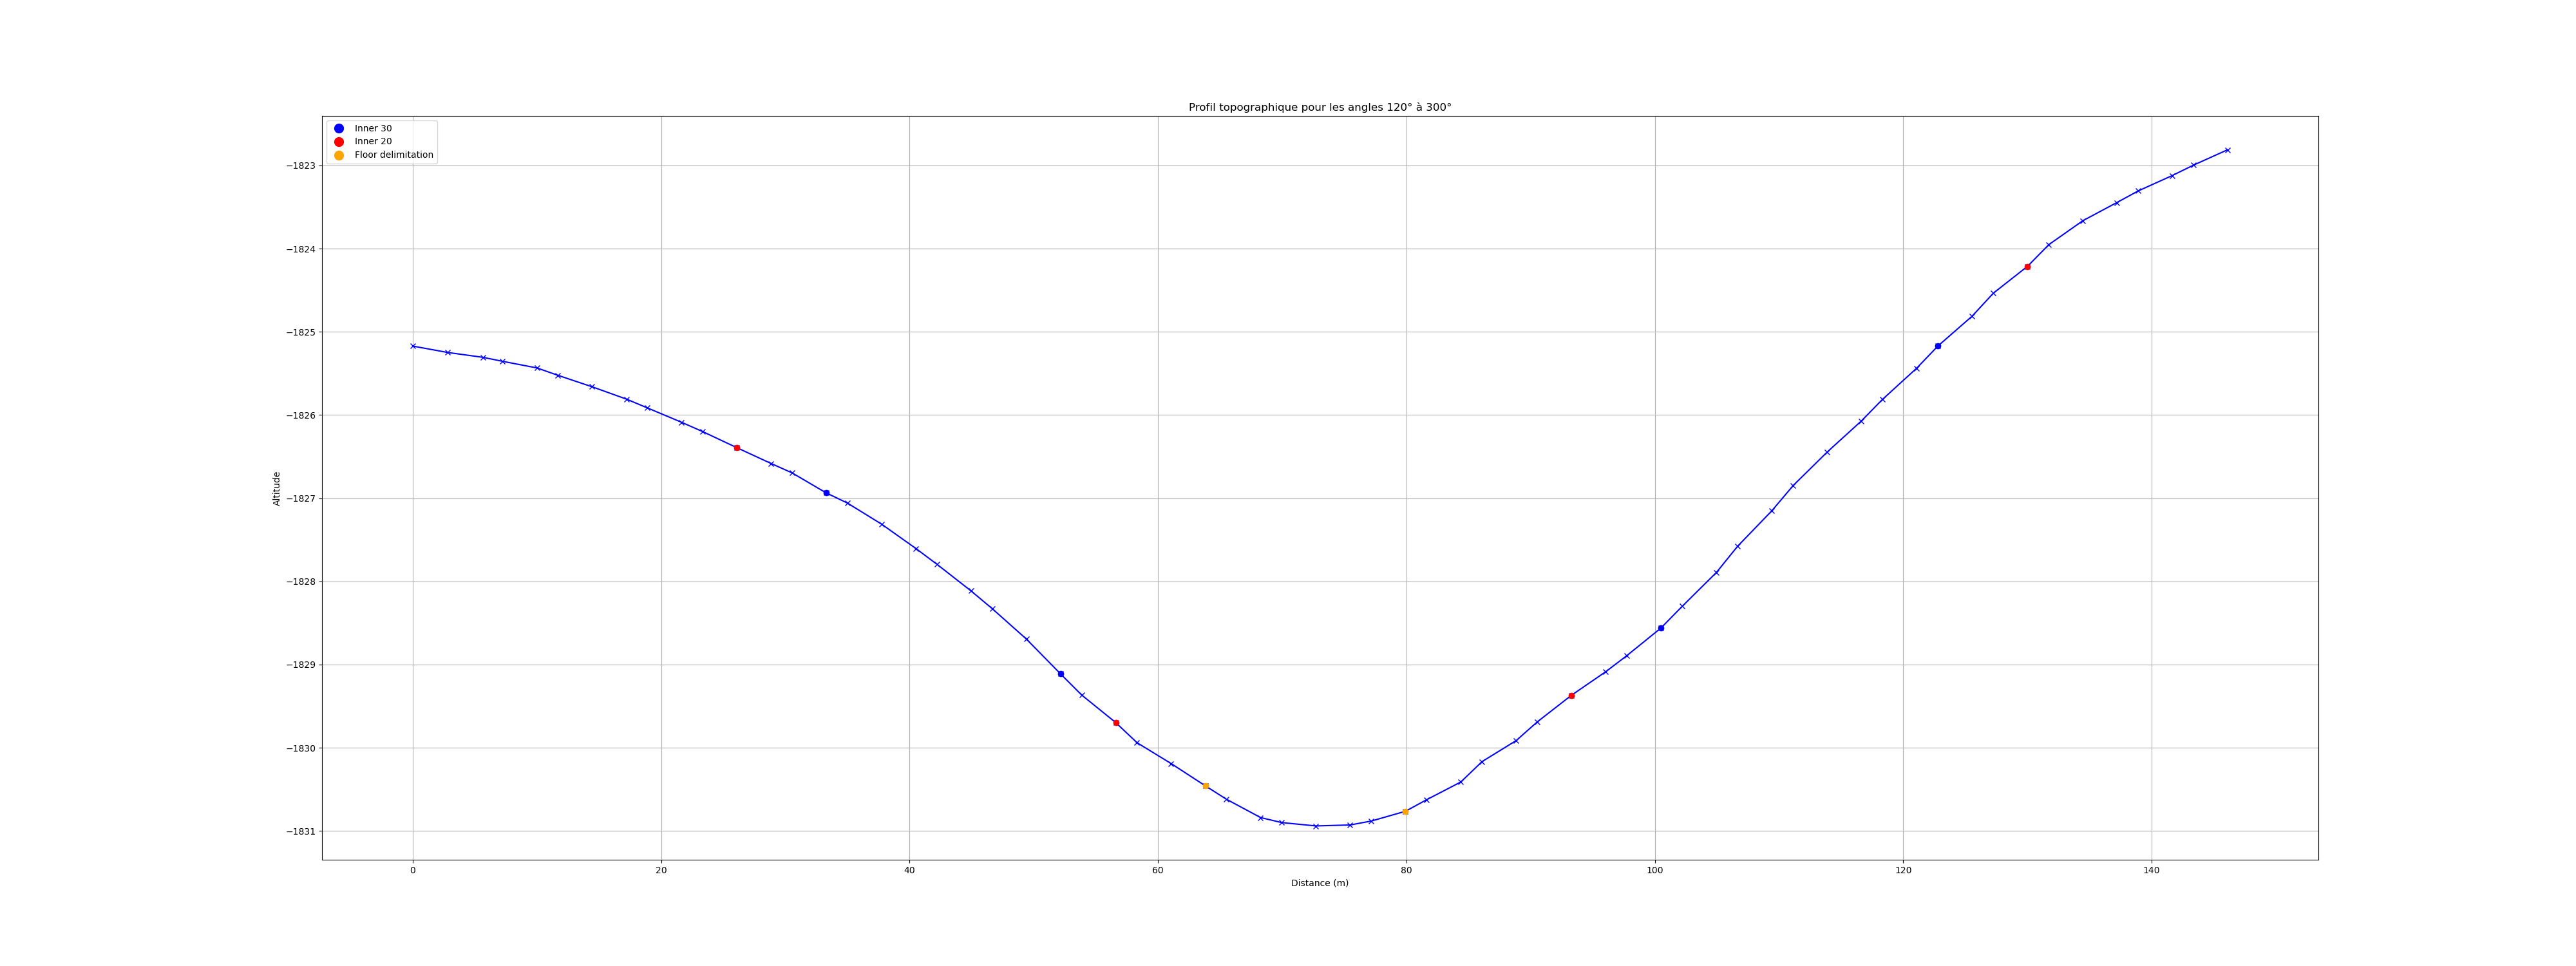 Profil topographique pour les angles 120° à 300°
Inner 30
Inner 20
Floor delimitation
−1823
−1824
−1825
−1826
−1827
−1828
−1829
−1830
−1831
Altitude
0 20 40 60 80 100 120 140
Distance (m)